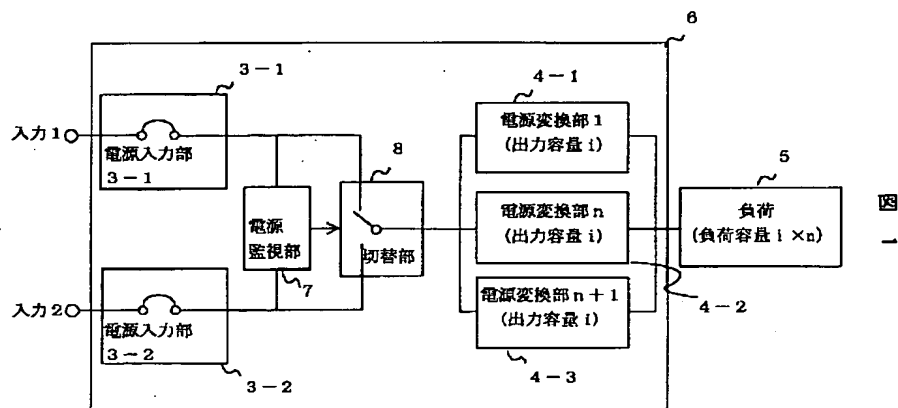 6
3-1
4-1
入力1
電源入力部
3-1
電源変換部1
(出力容量i)
8
5
電源
監視部
切替部
電源変換部n
(出力容量i)
負荷
(負荷容量i×n)
図
一
7
入力2
電源入力部
3-2
電源変換部n+1
(出力容量i)
4-2
3-2
4-3